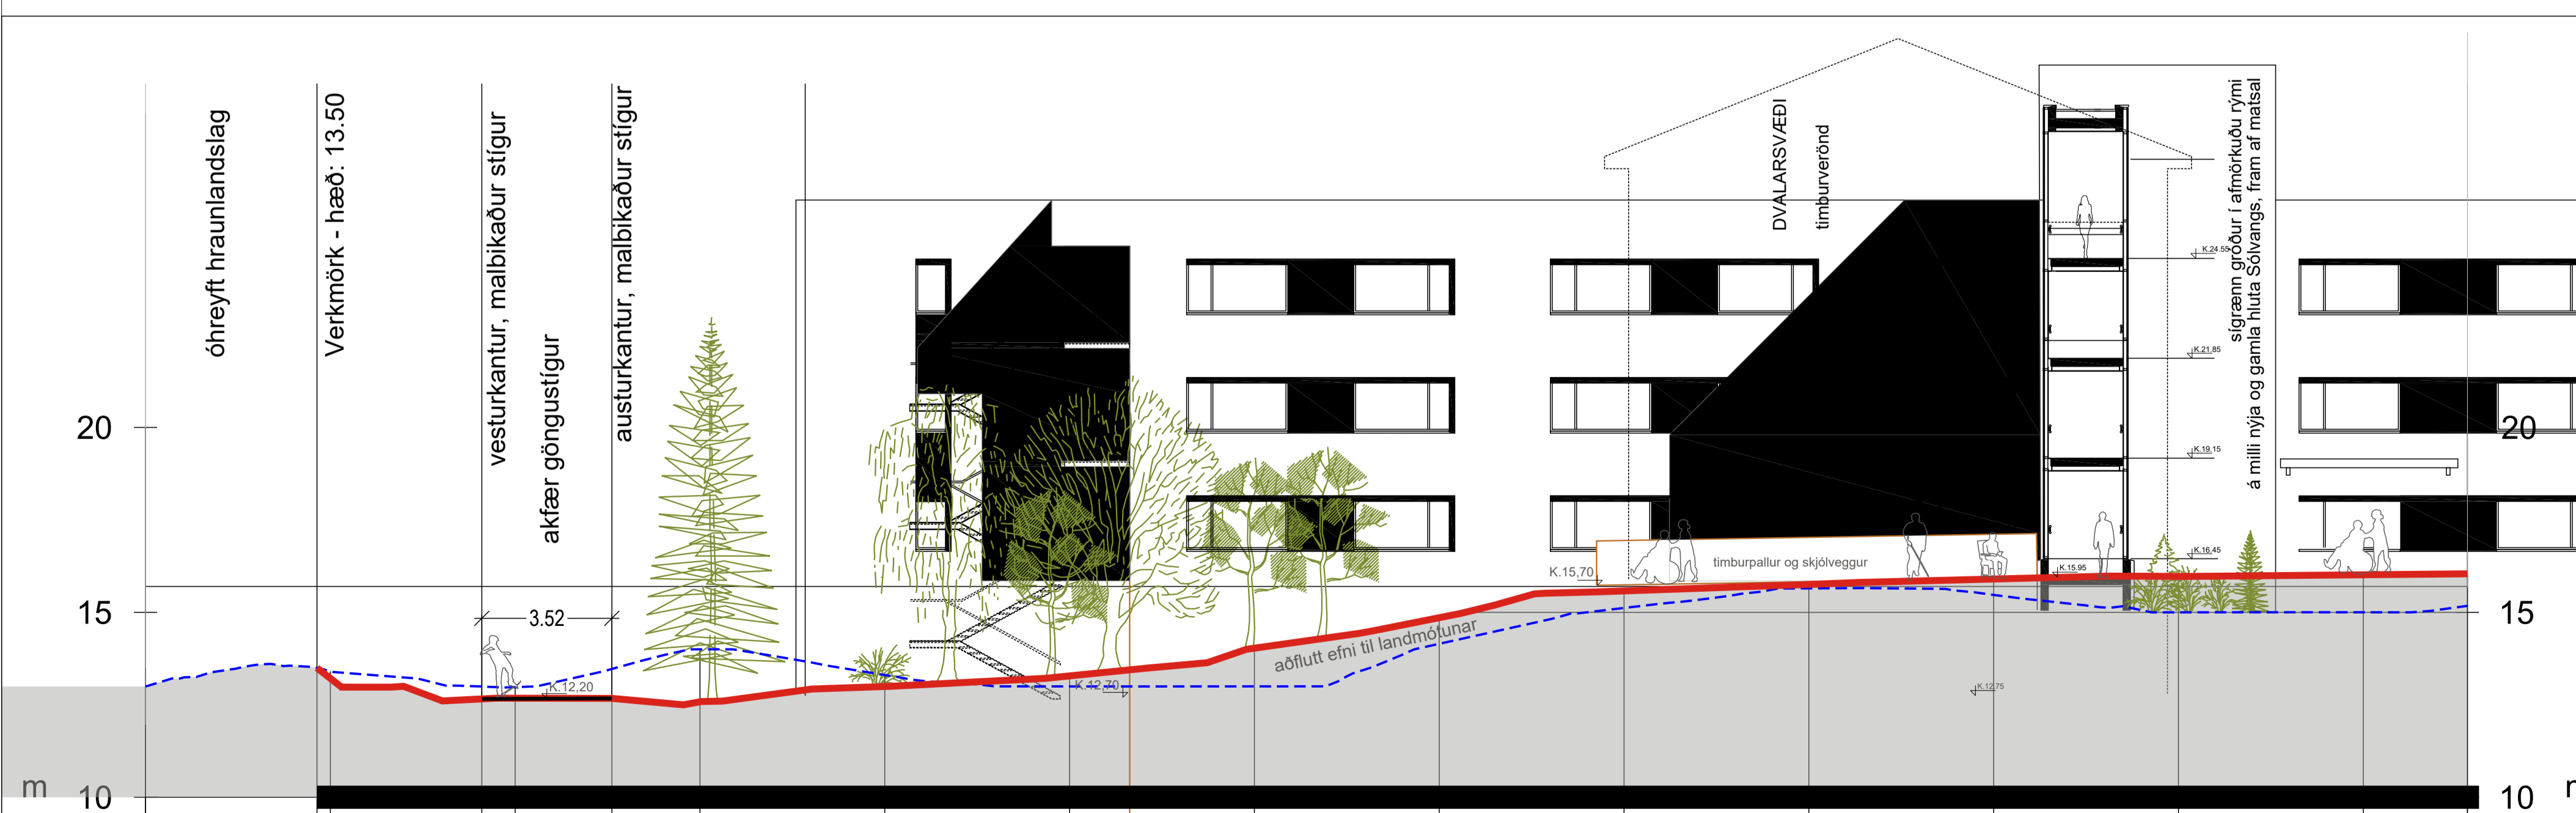 óhreyft hraunlandslag
Verkmörk - hæð: 13.50
vesturkantur, malbikaður stígur
akfær göngustígur
austurkantur, malbikaður stígur
DVALARSVÆÐI
timburverönd
sígrænn gróður í afmörkuðu rými
á milli nýja og gamla hluta Sólvangs, fram af matsal
K.24.55
K.21.85
K.19.15
K.16.45
K.15.95
20
20
15
15
m
10
10
3.52
K.12,20
K.12,70
K.12.75
K.15,70
timburpallur og skjólveggur
aðflutt efni til landmótunar